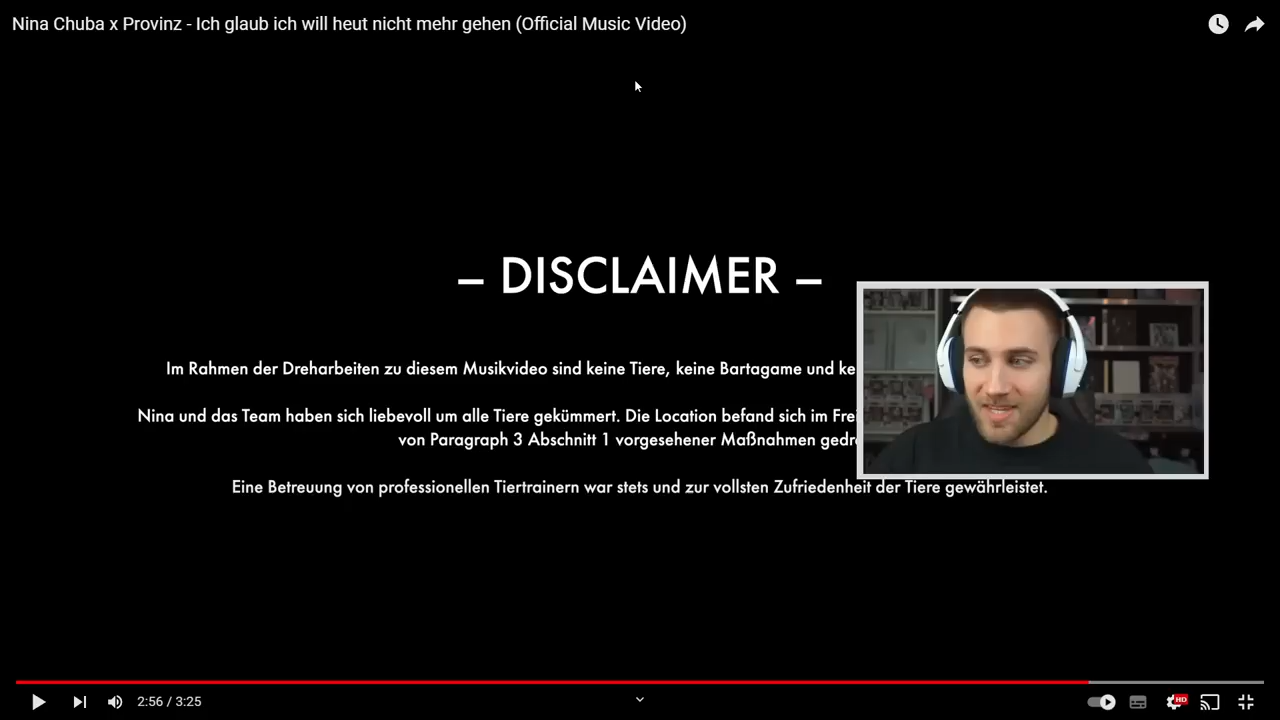 Nina Chuba x Provinz - Ich glaub ich will heut nicht mehr gehen (Official Music Video)
– DISCLAIMER –
Im Rahmen der Dreharbeiten zu diesem Musikvideo sind keine Tiere, keine Bartagame und
Nina und das Team haben sich liebevoll um alle Tiere gekümmert. Die Location befand sich im
von Paragraph 3 Abschnitt 1 vorgesehener Maßnahmen
Eine Betreuung von professionellen Tiertrainern war stets und zur vollsten Zufriedenheit der Tiere gewährleistet.
2:56 / 3:25
HD